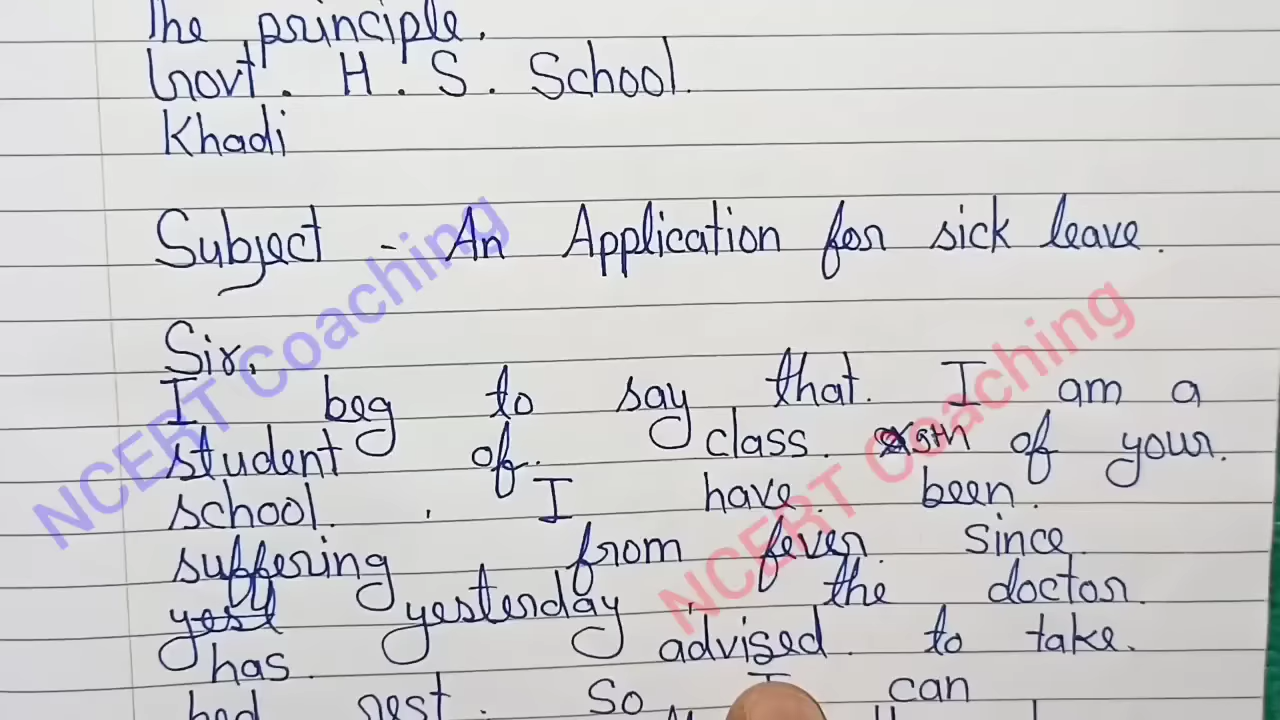 The principle.
Govt. H. S. School.
Khadi
Subject - An Application for sick leave.
Sir,
I beg to say that. I am a
student of. class. 9th of your.
school. I have. been.
suffering from fever since
yest yesterday. the doctor.
has. advised. to take.
bed rest. So I can
NCERT Coaching
NCERT Coaching